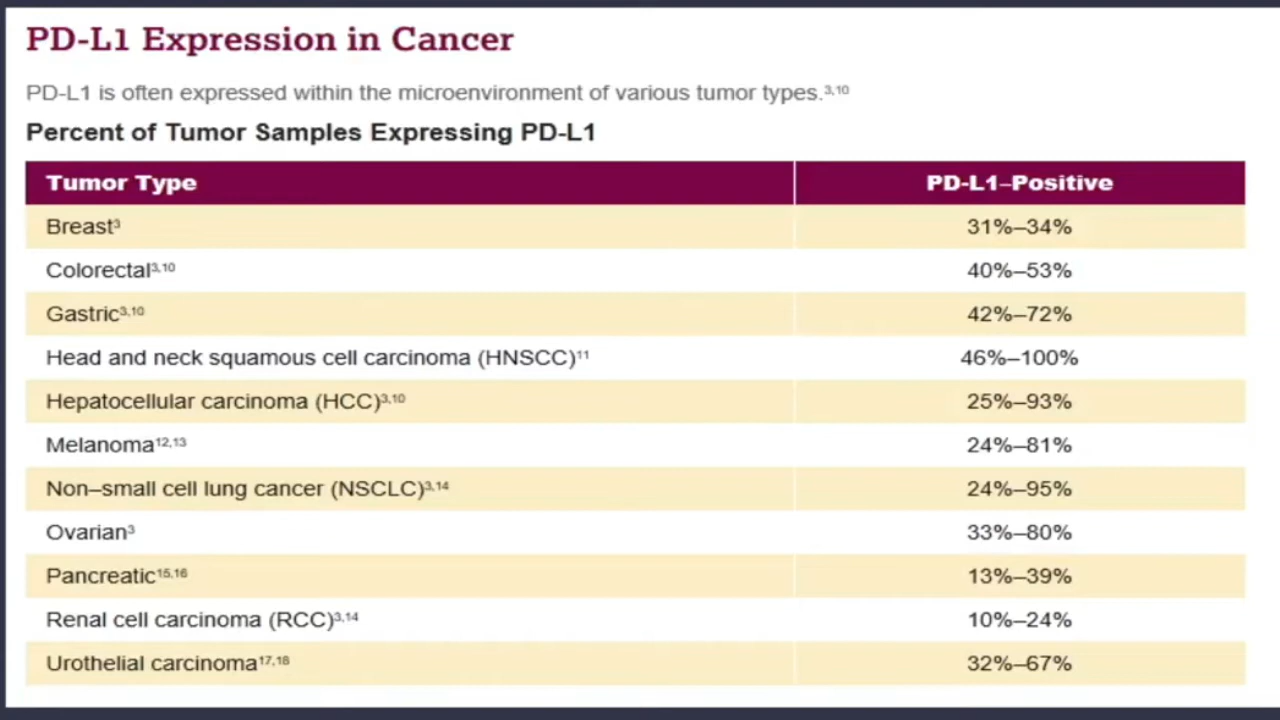 PD-L1 Expression in Cancer
PD-L1 is often expressed within the microenvironment of various tumor types.3,10
Percent of Tumor Samples Expressing PD-L1
Tumor Type PD-L1–Positive
Breast3 31%–34%
Colorectal3,10 40%–53%
Gastric3,10 42%–72%
Head and neck squamous cell carcinoma (HNSCC)11 46%–100%
Hepatocellular carcinoma (HCC)3,10 25%–93%
Melanoma12,13 24%–81%
Non–small cell lung cancer (NSCLC)3,14 24%–95%
Ovarian3 33%–80%
Pancreatic15,16 13%–39%
Renal cell carcinoma (RCC)3,14 10%–24%
Urothelial carcinoma17,18 32%–67%